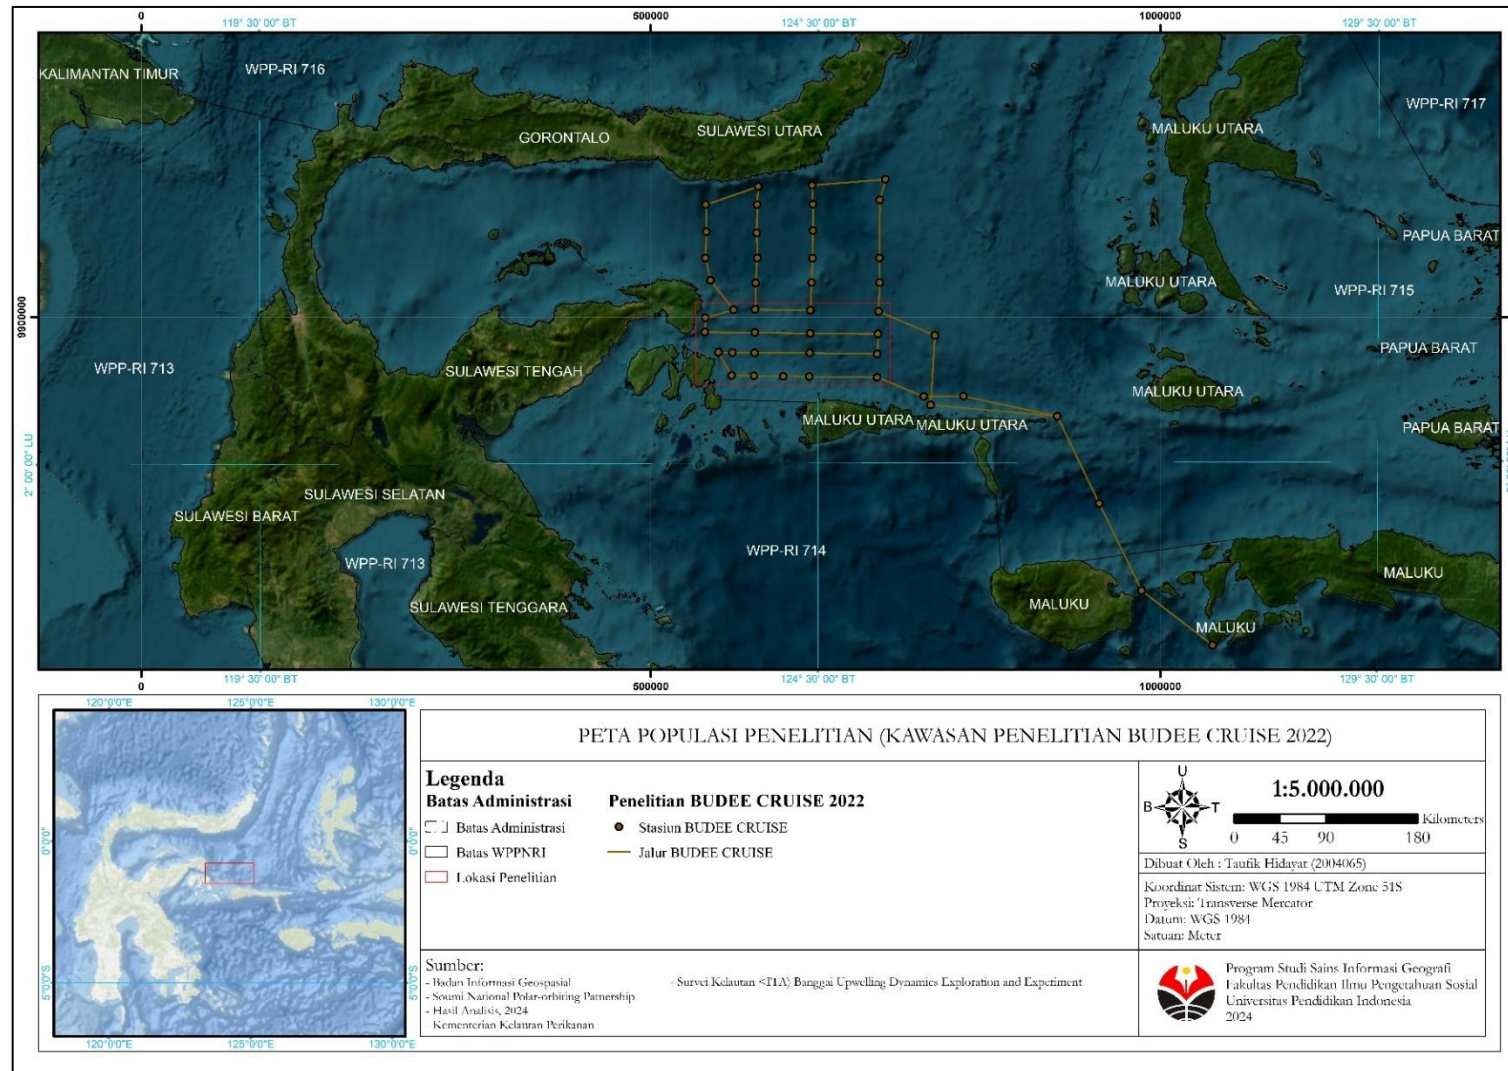 0 500000 1000000
119° 30' 00" BT 124° 30' 00" BT 129° 30' 00" BT
KALIMANTAN TIMUR
WPP-RI 716
GORONTALO
SULAWESI UTARA
MALUKU UTARA
WPP-RI 717
PAPUA BARAT
MALUKU UTARA
WPP-RI 715
9900000
WPP-RI 713
SULAWESI TENGAH
PAPUA BARAT
MALUKU UTARA
MALUKU UTARA
MALUKU UTARA
PAPUA BARAT
2° 00' 00" LU
SULAWESI SELATAN
SULAWESI BARAT
WPP-RI 713
WPP-RI 714
SULAWESI TENGGARA
MALUKU
MALUKU
MALUKU
0 500000 1000000
119° 30' 00" BT 124° 30' 00" BT 129° 30' 00" BT
120°0'0"E 125°0'0"E 130°0'0"E
0°0'0" 0°0'0"
5°0'0"S 5°0'0"S
120°0'0"E 125°0'0"E 130°0'0"E
PETA POPULASI PENELITIAN (KAWASAN PENELITIAN BUDEE CRUISE 2022)
Legenda
Batas Administrasi
Batas Administrasi
Batas WPPNRI
Lokasi Penelitian
Penelitian BUDEE CRUISE 2022
Stasiun BUDEE CRUISE
Jalur BUDEE CRUISE
U
B T
S
1:5.000.000
Kilometers
0 45 90 180
Dibuat Oleh : Taufik Hidayat (2004065)
Koordinat Sistem: WGS 1984 UTM Zone 51S
Proyeksi: Transverse Mercator
Datum: WGS 1984
Satuan: Meter
Sumber:
- Badan Informasi Geospasial
- Soumi National Polar-orbiting Patnership
- Hasil Analisis, 2024
- Kementerian Kelautan Perikanan
- Survei Kelautan Banggai Upwelling Dynamics Exploration and Experiment
Program Studi Sains Informasi Geografi
Fakultas Pendidikan Ilmu Pengetahuan Sosial
Universitas Pendidikan Indonesia
2024